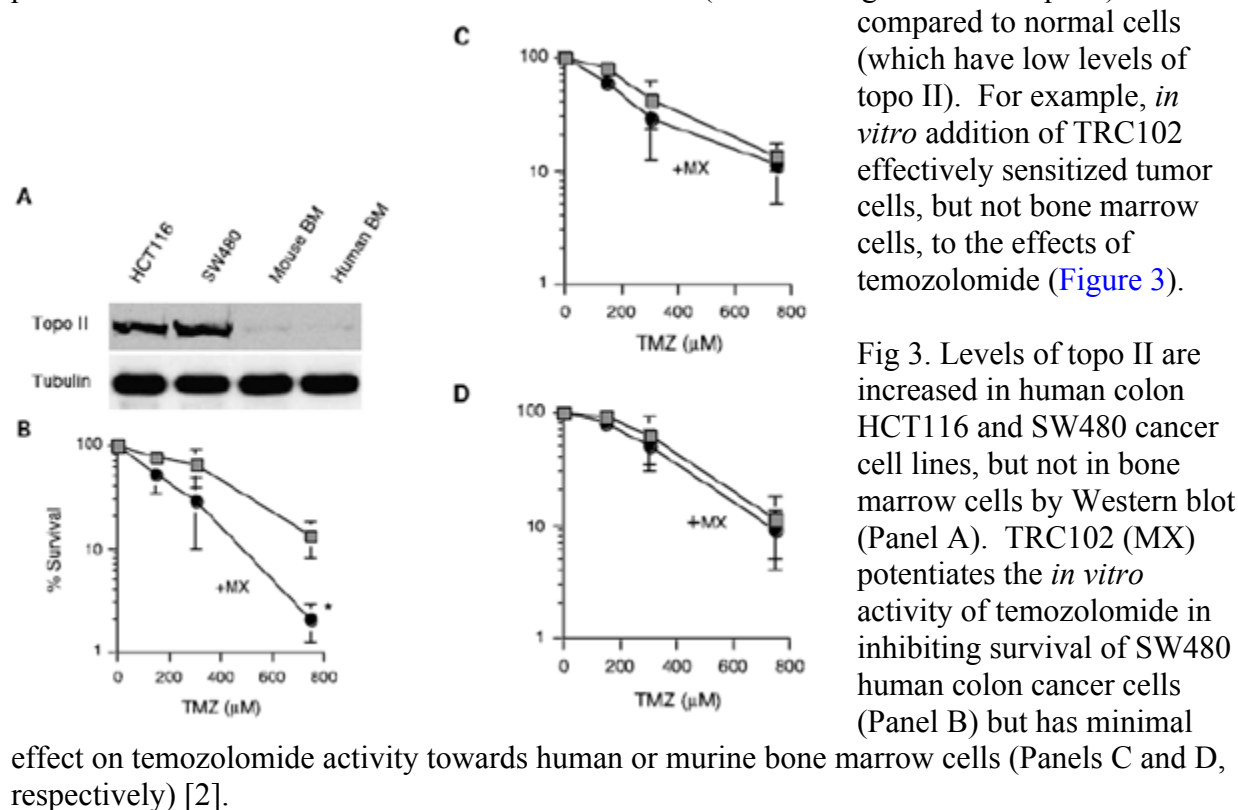 compared to normal cells
(which have low levels of
topo II). For example, in
vitro addition of TRC102
effectively sensitized tumor
cells, but not bone marrow
cells, to the effects of
temozolomide (Figure 3).
A
HCT116
SW480
Mouse BM
Human BM
Topo II
Tubulin
B
% Survival
100
10
1
+MX
*
0 200 400 600 800
TMZ (µM)
C
100
10
1
+MX
0 200 400 600 800
TMZ (µM)
D
100
10
1
+MX
0 200 400 600 800
TMZ (µM)
Fig 3. Levels of topo II are
increased in human colon
HCT116 and SW480 cancer
cell lines, but not in bone
marrow cells by Western blot
(Panel A). TRC102 (MX)
potentiates the in vitro
activity of temozolomide in
inhibiting survival of SW480
human colon cancer cells
(Panel B) but has minimal
effect on temozolomide activity towards human or murine bone marrow cells (Panels C and D,
respectively) [2].